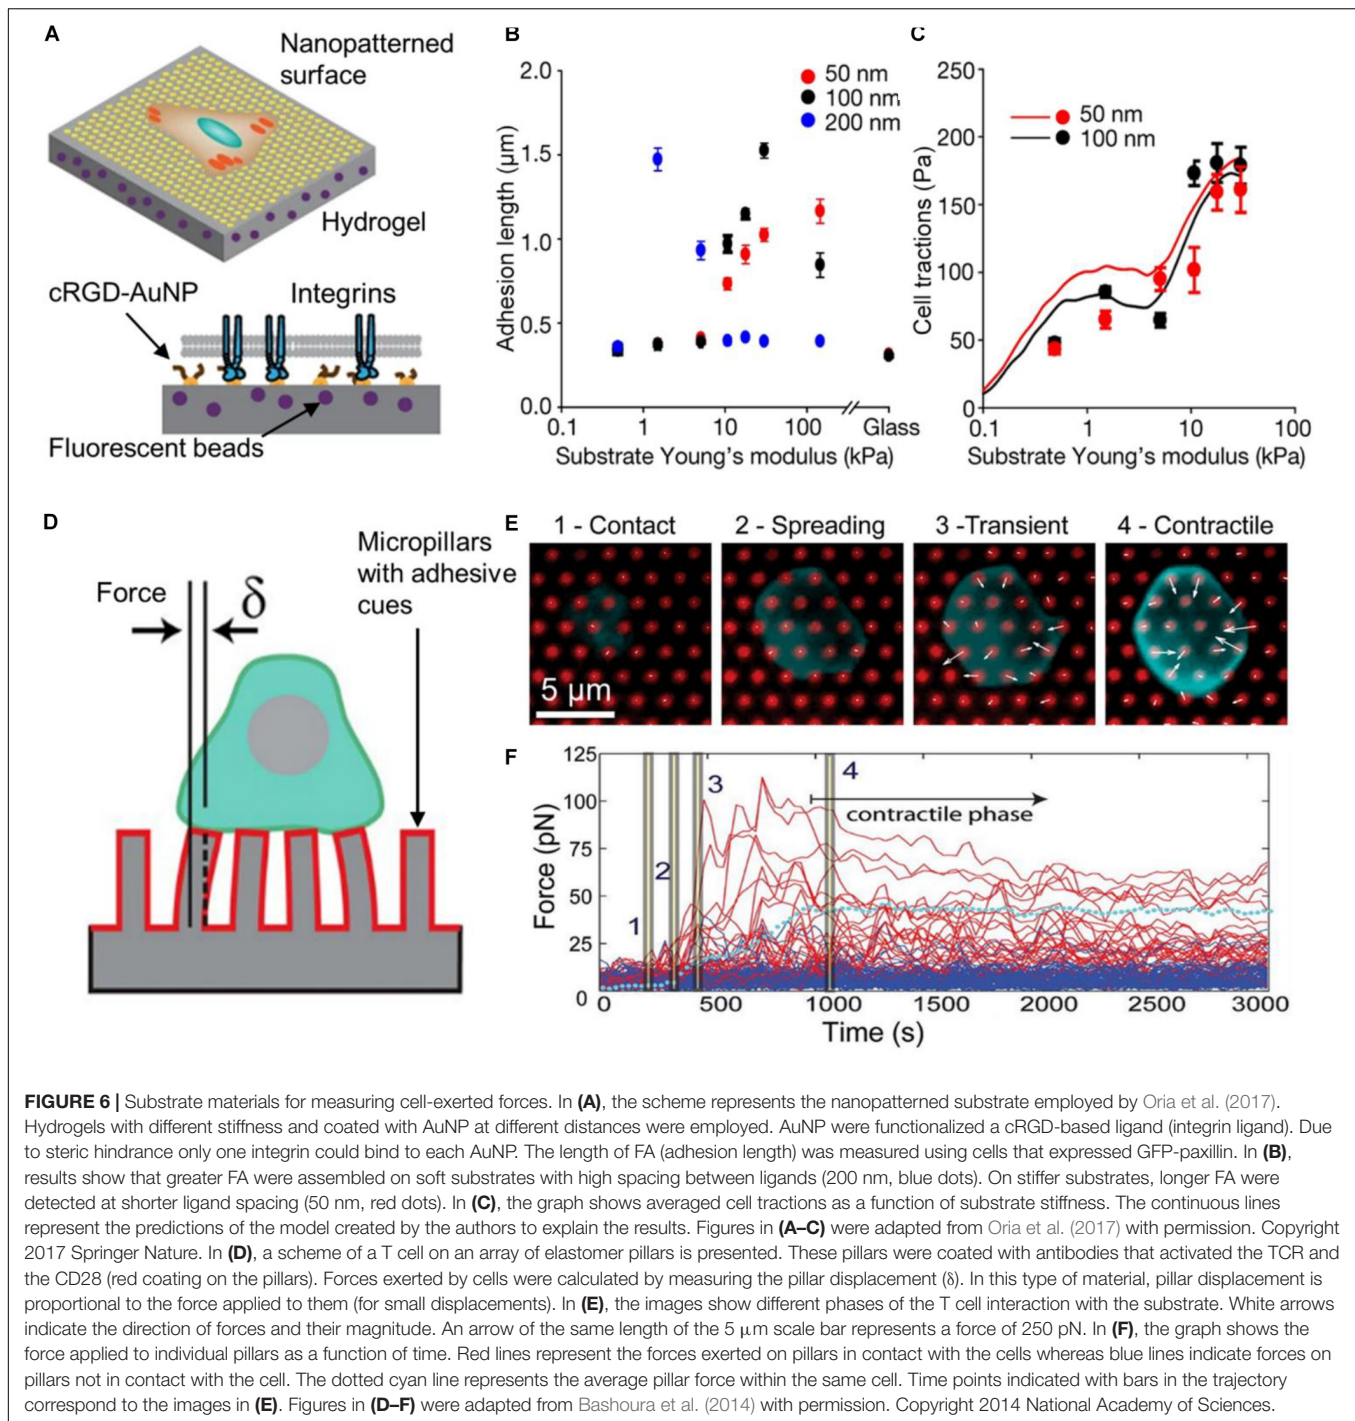 A
Nanopatterned
surface
Hydrogel
cRGD-AuNP
Integrins
Fluorescent beads
B
50 nm
100 nm
200 nm
Adhesion length (µm)
2.0
1.5
1.0
0.5
0.0
0.1
1
10
100
Glass
Substrate Young's modulus (kPa)
C
50 nm
100 nm
Cell tractions (Pa)
250
200
150
100
50
0
0.1
1
10
100
Substrate Young's modulus (kPa)
D
Force
δ
Micropillars
with adhesive
cues
E
1 - Contact
2 - Spreading
3 -Transient
4 - Contractile
5 µm
F
Force (pN)
125
100
75
50
25
0
1
2
3
4
contractile phase
0
500
1000
1500
2000
2500
3000
Time (s)
FIGURE 6 | Substrate materials for measuring cell-exerted forces. In (A), the scheme represents the nanopatterned substrate employed by Oria et al. (2017).
Hydrogels with different stiffness and coated with AuNP at different distances were employed. AuNP were functionalized a cRGD-based ligand (integrin ligand). Due
to steric hindrance only one integrin could bind to each AuNP. The length of FA (adhesion length) was measured using cells that expressed GFP-paxillin. In (B),
results show that greater FA were assembled on soft substrates with high spacing between ligands (200 nm, blue dots). On stiffer substrates, longer FA were
detected at shorter ligand spacing (50 nm, red dots). In (C), the graph shows averaged cell tractions as a function of substrate stiffness. The continuous lines
represent the predictions of the model created by the authors to explain the results. Figures in (A–C) were adapted from Oria et al. (2017) with permission. Copyright
2017 Springer Nature. In (D), a scheme of a T cell on an array of elastomer pillars is presented. These pillars were coated with antibodies that activated the TCR and
the CD28 (red coating on the pillars). Forces exerted by cells were calculated by measuring the pillar displacement (δ). In this type of material, pillar displacement is
proportional to the force applied to them (for small displacements). In (E), the images show different phases of the T cell interaction with the substrate. White arrows
indicate the direction of forces and their magnitude. An arrow of the same length of the 5 µm scale bar represents a force of 250 pN. In (F), the graph shows the
force applied to individual pillars as a function of time. Red lines represent the forces exerted on pillars in contact with the cells whereas blue lines indicate forces on
pillars not in contact with the cell. The dotted cyan line represents the average pillar force within the same cell. Time points indicated with bars in the trajectory
correspond to the images in (E). Figures in (D–F) were adapted from Bashoura et al. (2014) with permission. Copyright 2014 National Academy of Sciences.